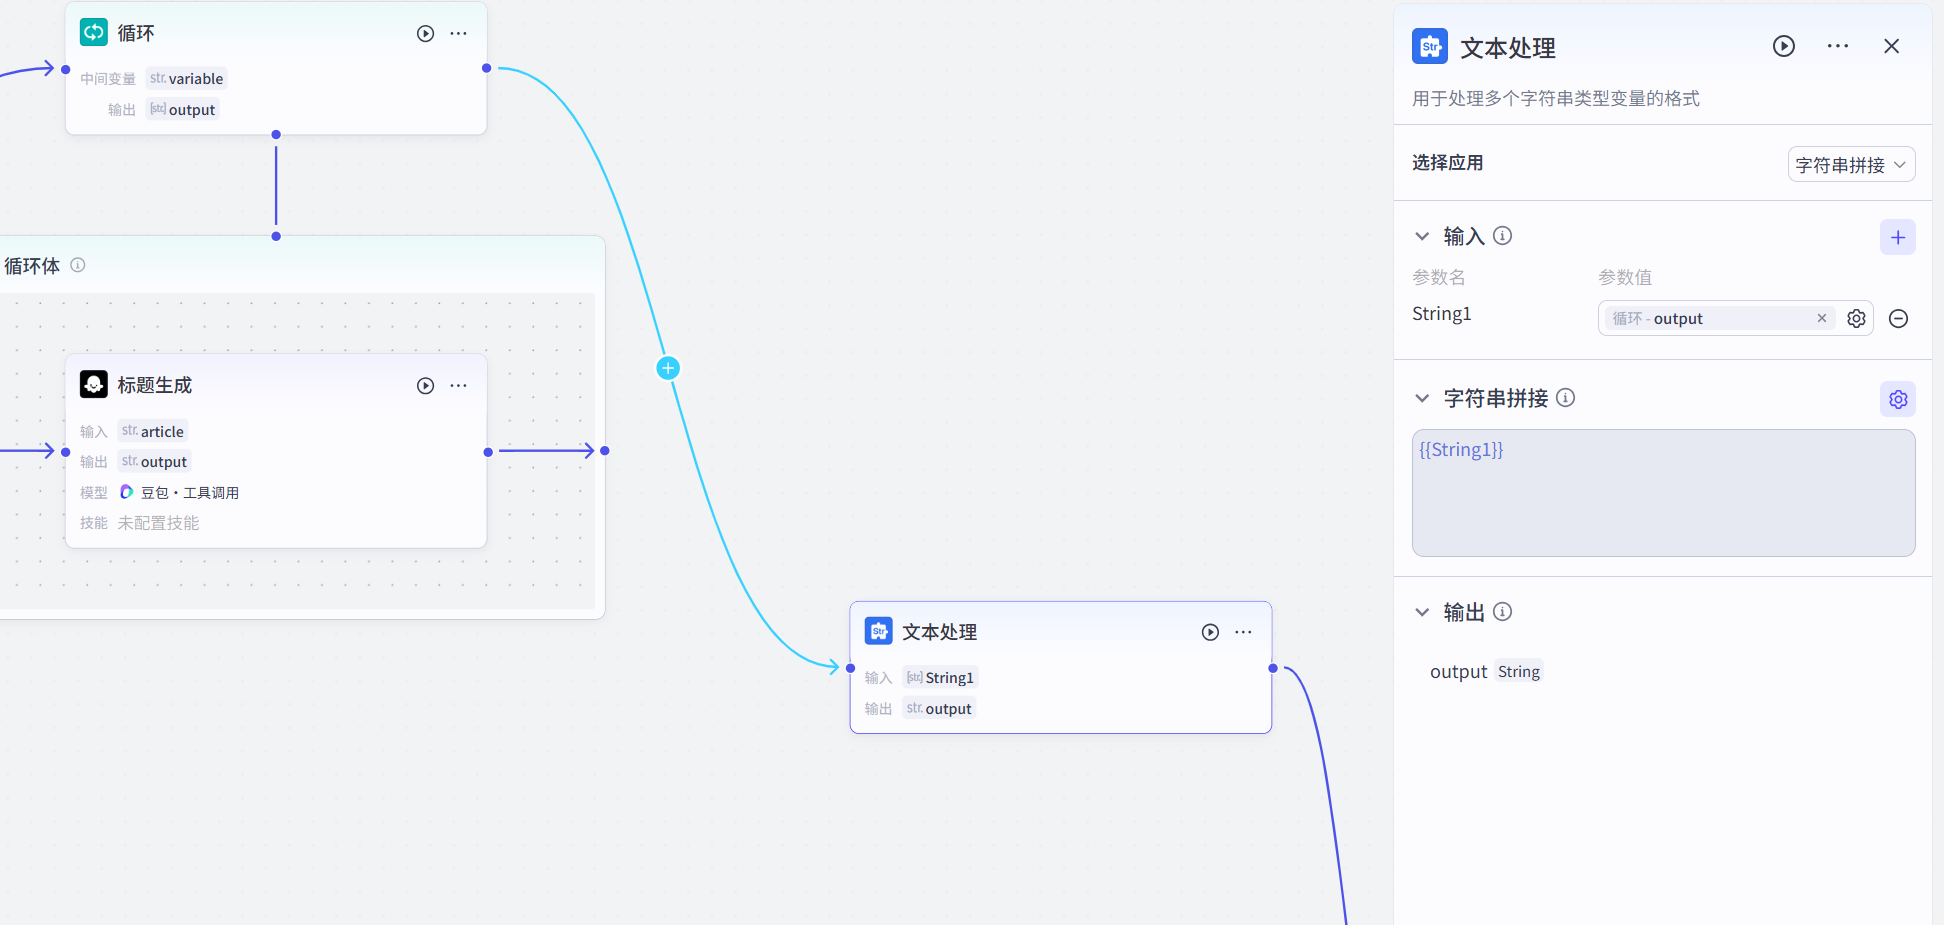 循环
中间变量 str. variable
输出 [str] output
循环体
标题生成
输入 str. article
输出 str. output
模型 豆包·工具调用
技能 未配置技能
Str
文本处理
输入 [str] String1
输出 str. output
Str
文本处理
用于处理多个字符串类型变量的格式
选择应用 字符串拼接
输入
参数名 参数值
String1 循环 - output
字符串拼接
{{String1}}
输出
output String